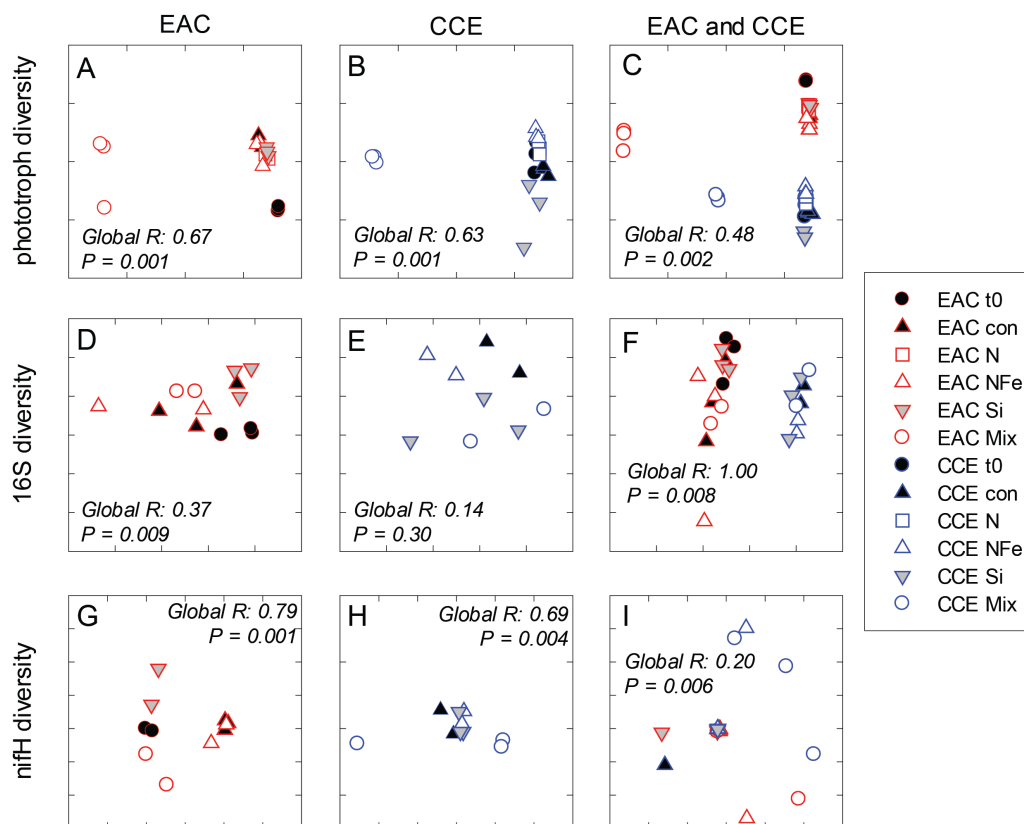 EAC
CCE
EAC and CCE
phototroph diversity
A
Global R: 0.67
P = 0.001
B
Global R: 0.63
P = 0.001
C
Global R: 0.48
P = 0.002
16S diversity
D
Global R: 0.37
P = 0.009
E
Global R: 0.14
P = 0.30
F
Global R: 1.00
P = 0.008
nifH diversity
G
Global R: 0.79
P = 0.001
H
Global R: 0.69
P = 0.004
I
Global R: 0.20
P = 0.006
EAC t0
EAC con
EAC N
EAC NFe
EAC Si
EAC Mix
CCE t0
CCE con
CCE N
CCE NFe
CCE Si
CCE Mix